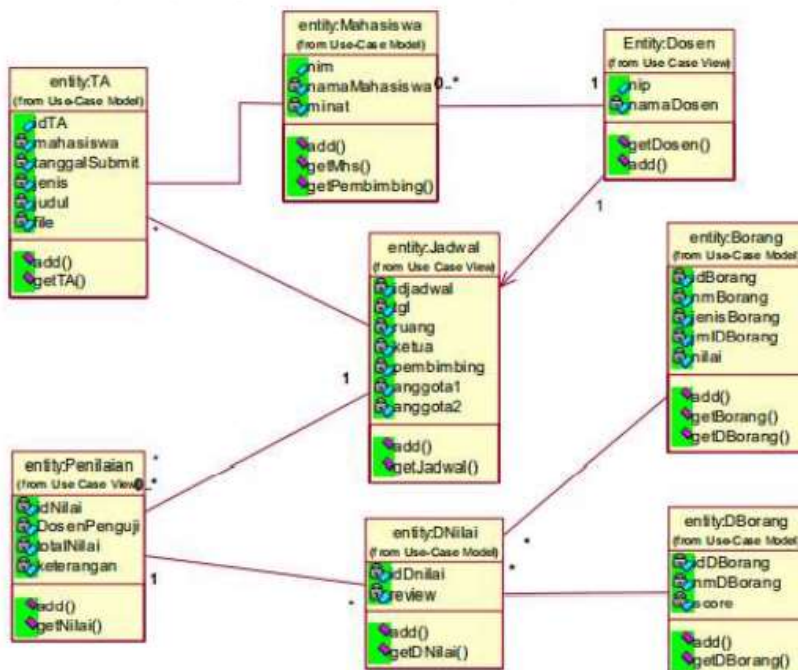 entity:Mahasiswa
(from Use-Case Model)
nim
namaMahasiswa
minat
add()
getMhs()
getPembimbing()
0..*
1
Entity:Dosen
(from Use Case View)
nip
namaDosen
getDosen()
add()
1
entity:TA
(from Use-Case Model)
idTA
mahasiswa
tanggalSubmit
jenis
judul
file
add()
getTA()
*
entity:Jadwal
(from Use Case View)
idjadwal
tgl
ruang
ketua
pembimbing
anggota1
anggota2
add()
getJadwal()
1
entity:Borang
(from Use-Case Model)
idBorang
nmBorang
jenisBorang
jmlDBorang
nilai
add()
getBorang()
getDBorang()
*
entity:Penilaian
(from Use Case View)
0..*
*
idNilai
DosenPenguji
totalNilai
keterangan
add()
getNilai()
1
entity:DNilai
(from Use-Case Model)
idDnilai
review
add()
getDNilai()
*
*
entity:DBorang
(from Use-Case Model)
idDBorang
nmDBorang
score
add()
getDBorang()